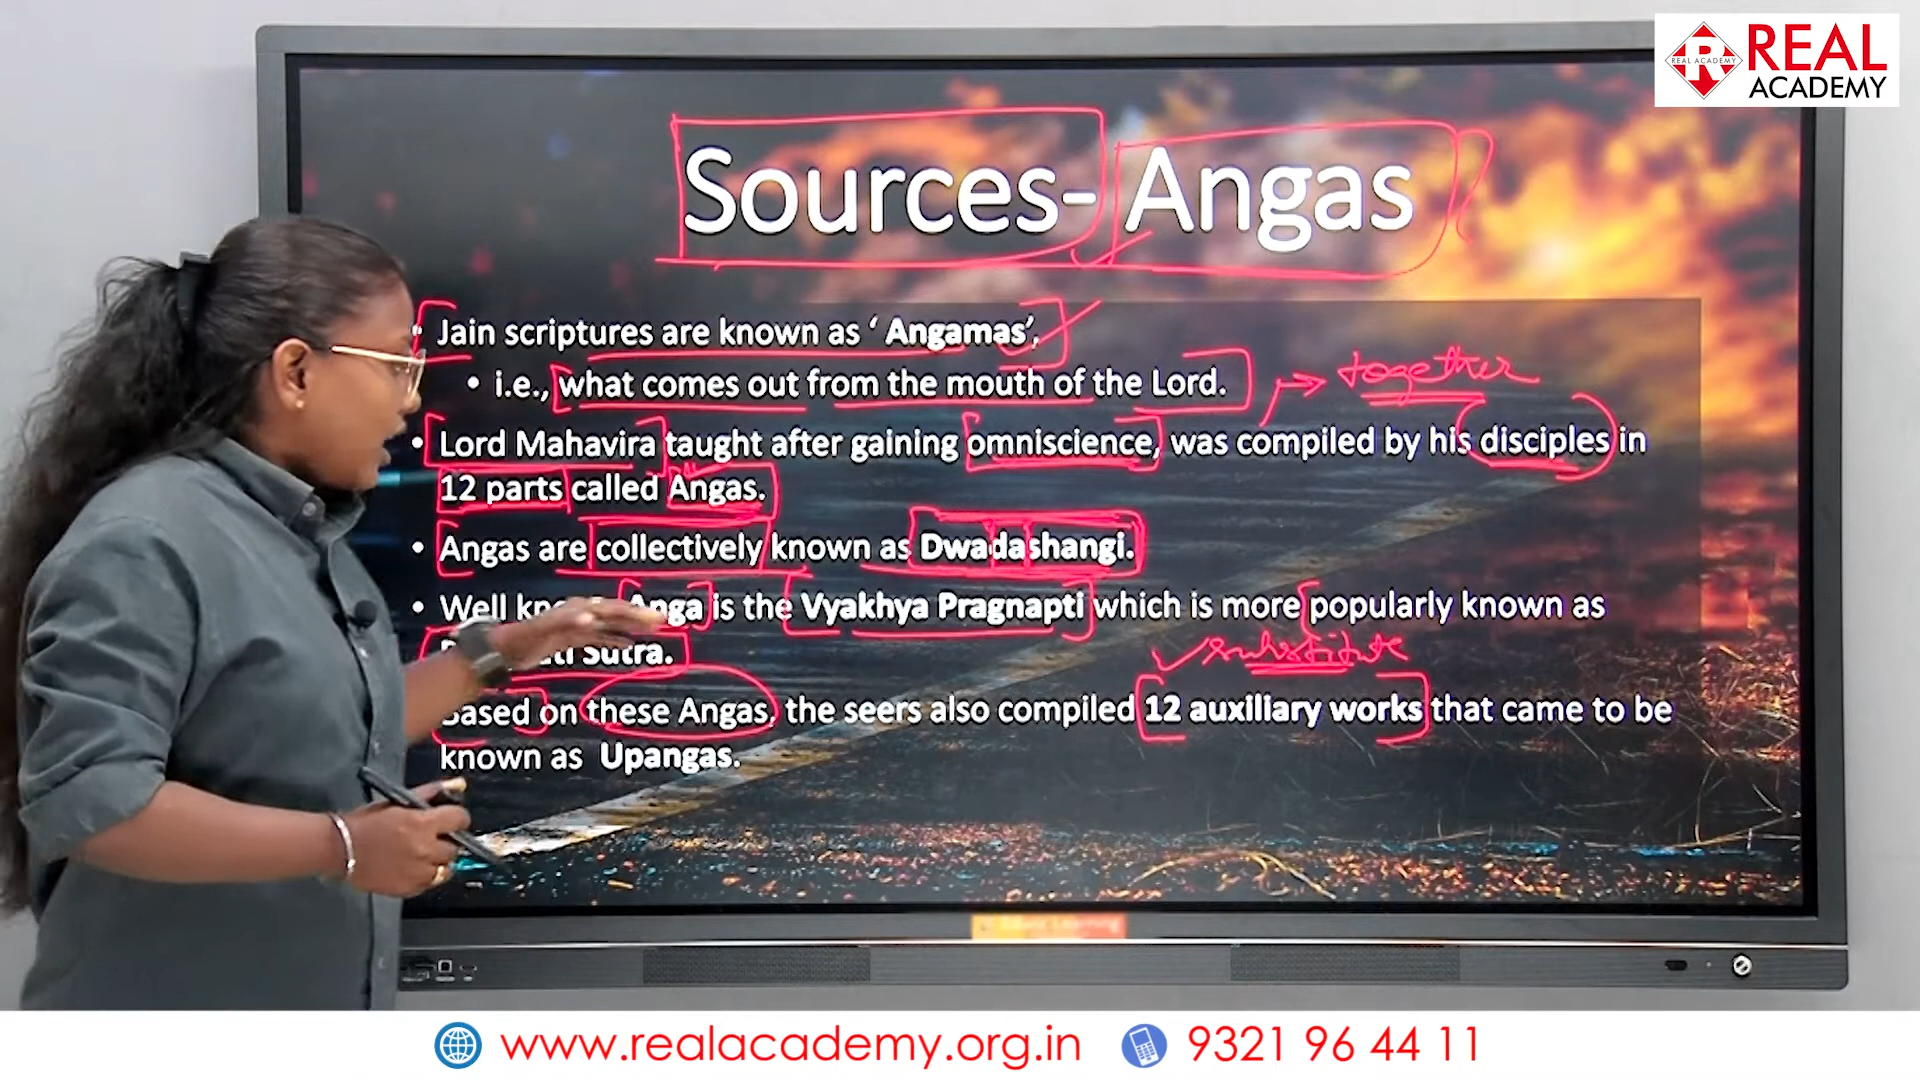 REAL ACADEMY
REAL
ACADEMY
Sources- Angas
• Jain scriptures are known as ‘ Angamas’,
• i.e., what comes out from the mouth of the Lord.
together
• Lord Mahavira taught after gaining omniscience, was compiled by his disciples in
12 parts called Angas.
• Angas are collectively known as Dwadashangi.
• Well Anga is the Vyakhya Pragnapti which is more popularly known as
Sutra.
substitute
Based on these Angas, the seers also compiled 12 auxiliary works that came to be
known as Upangas.
www.realacademy.org.in 9321 96 44 11